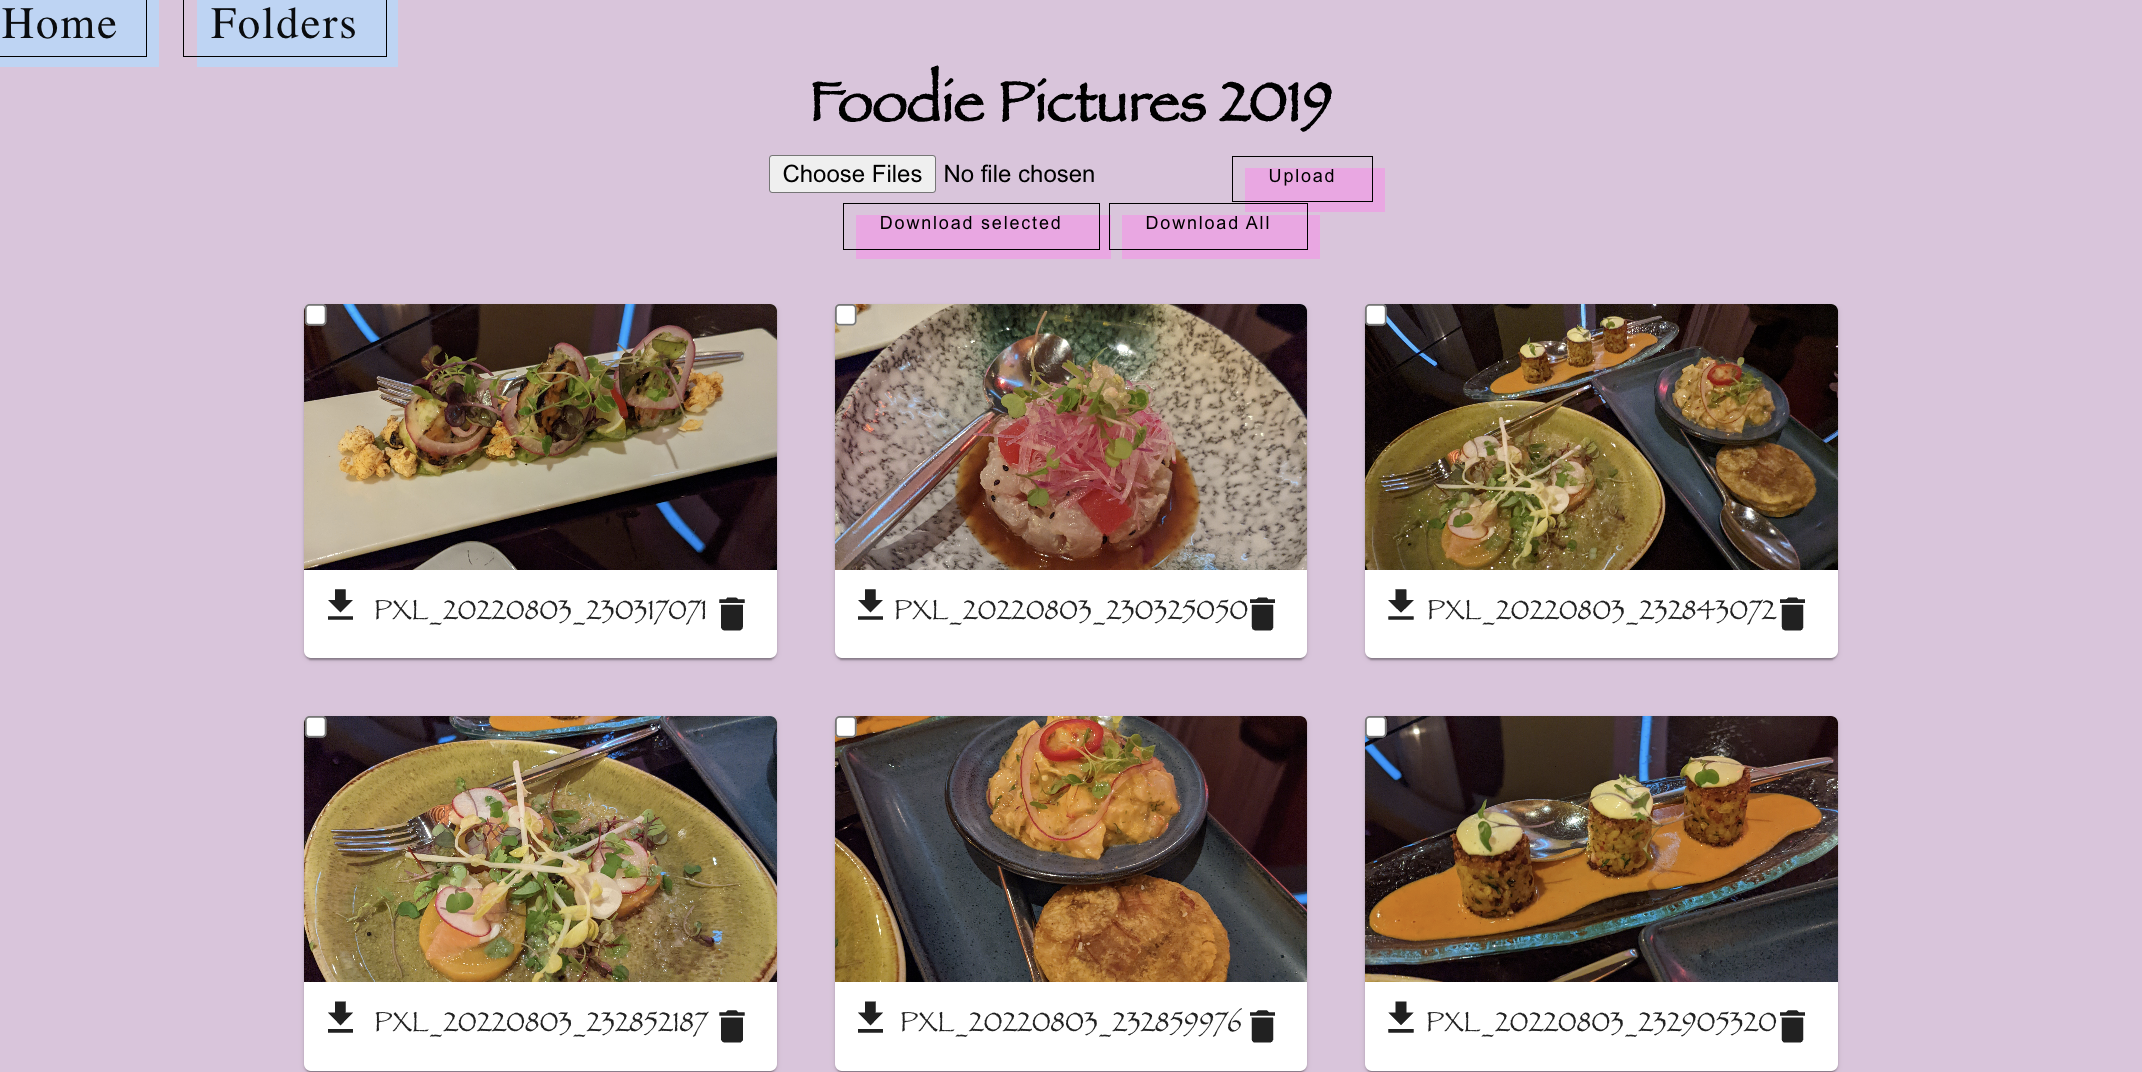 Home Folders
Foodie Pictures 2019
Choose Files No file chosen Upload
Download selected Download All
PXL_20220803_230317071 PXL_20220803_230325050 PXL_20220803_232843072
PXL_20220803_232852187 PXL_20220803_232859976 PXL_20220803_232905320